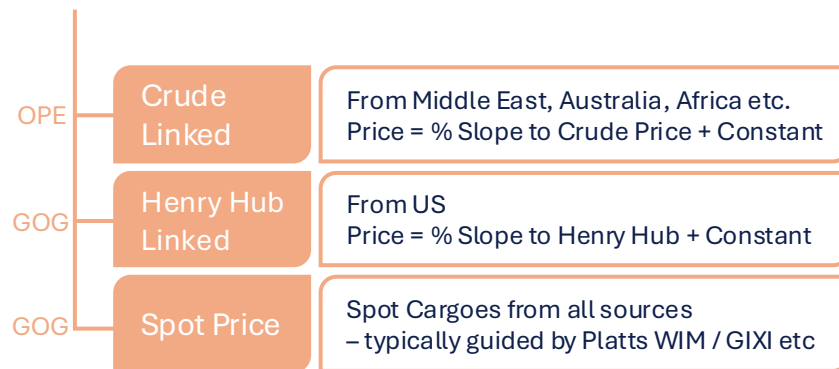 OPE
Crude
Linked
From Middle East, Australia, Africa etc.
Price = % Slope to Crude Price + Constant
GOG
Henry Hub
Linked
From US
Price = % Slope to Henry Hub + Constant
GOG
Spot Price
Spot Cargoes from all sources
– typically guided by Platts WIM / GIXI etc